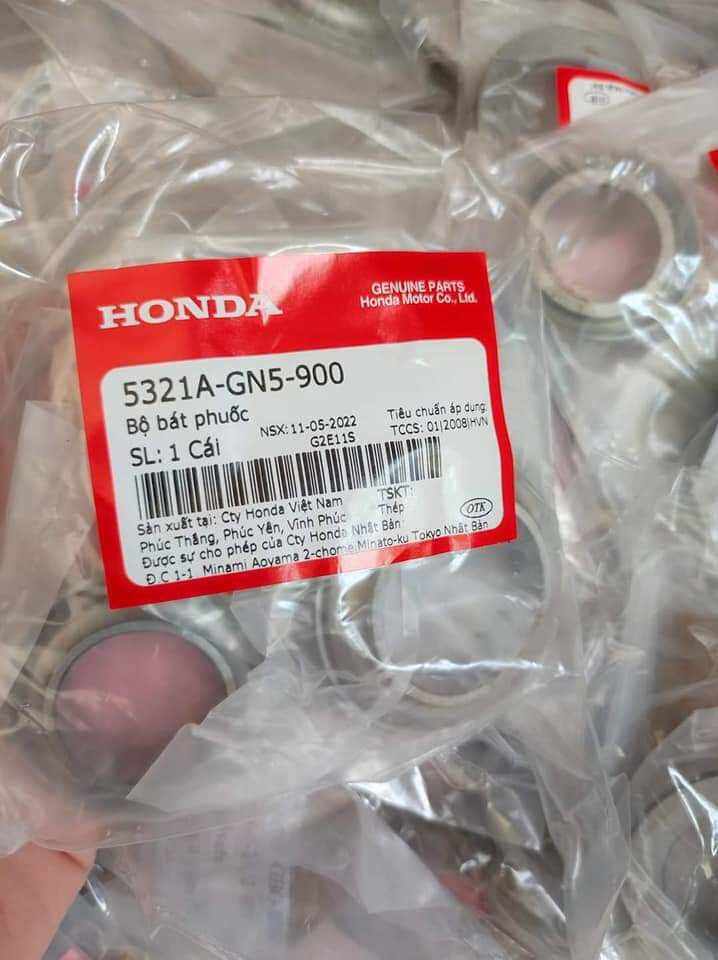 HONDA
GENUINE PARTS
Honda Motor Co., Ltd.
5321A-GN5-900
Bộ bát phuốc
NSX: 11-05-2022
Tiêu chuẩn áp dụng:
SL: 1 Cái
G2E11S
TCCS: 01|2008|HVN
Sản xuất tại: Cty Honda Việt Nam
TSKT:
Phúc Thắng, Phúc Yên, Vĩnh Phúc
Thép
OTK
Được sự cho phép của Cty Honda Nhật Bản:
Đ.C 1-1 Minami Aoyama 2-chome, Minato-ku Tokyo Nhật Bản